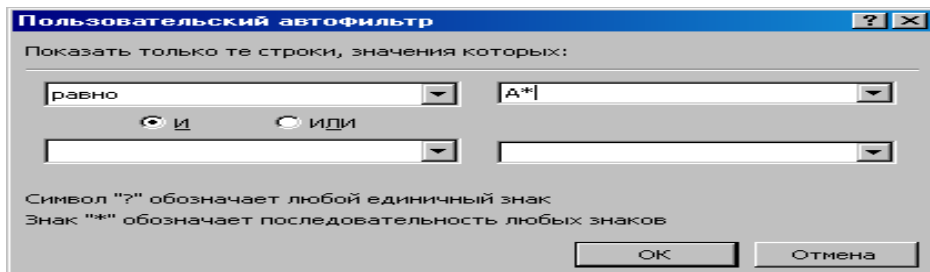 Пользовательский автофильтр
Показать только те строки, значения которых:
равно А*
И ИЛИ
Символ "?" обозначает любой единичный знак
Знак "*" обозначает последовательность любых знаков
ОК Отмена